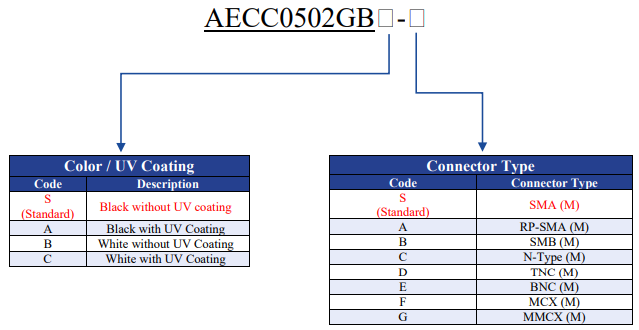 AECC0502GB□-□
Color / UV Coating
Code Description
S
(Standard) Black without UV coating
A Black with UV Coating
B White without UV Coating
C White with UV Coating
Connector Type
Code Connector Type
S
(Standard) SMA (M)
A RP-SMA (M)
B SMB (M)
C N-Type (M)
D TNC (M)
E BNC (M)
F MCX (M)
G MMCX (M)